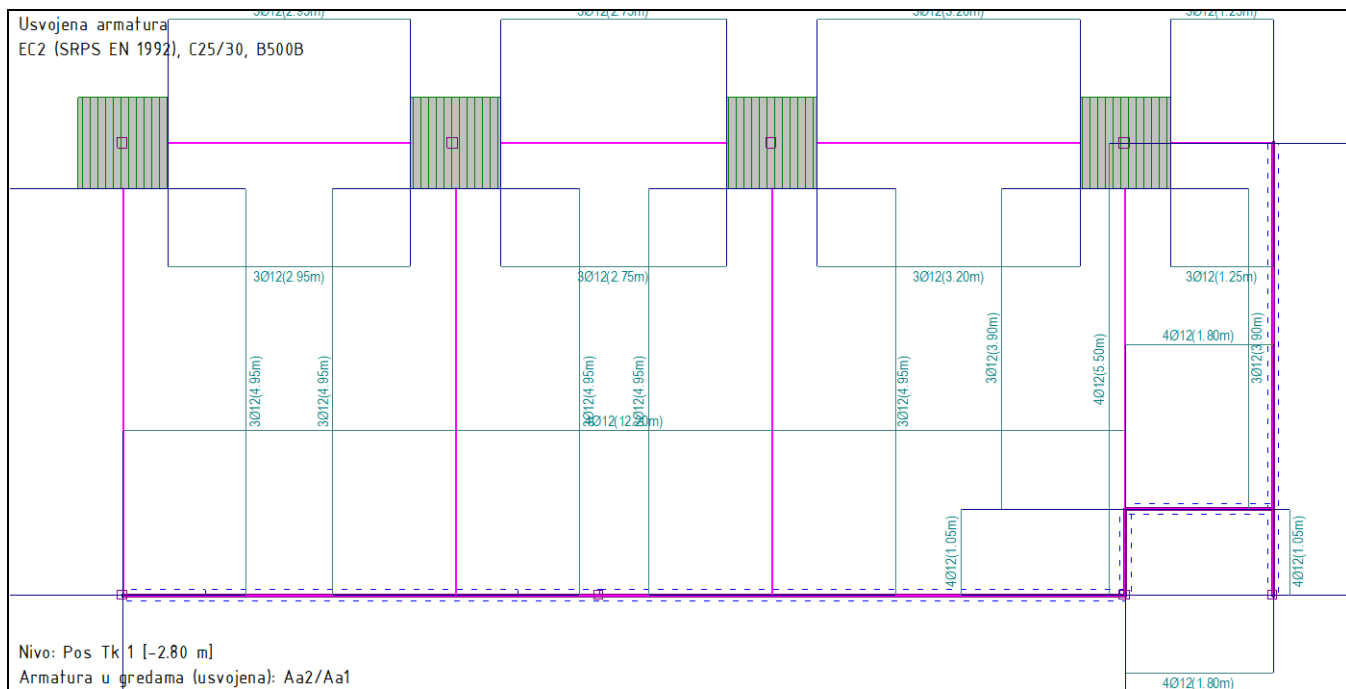 3Ø12(2.95m)
3Ø12(2.75m)
3Ø12(3.20m)
3Ø12(1.25m)
Usvojena armatura
EC2 (SRPS EN 1992), C25/30, B500B
3Ø12(2.95m)
3Ø12(2.75m)
3Ø12(3.20m)
3Ø12(1.25m)
3Ø12(4.95m)
3Ø12(4.95m)
3Ø12(4.95m)
3Ø12(4.95m)
3Ø12(4.95m)
3Ø12(3.90m)
4Ø12(5.50m)
4Ø12(1.80m)
3Ø12(3.90m)
4Ø12(12.20m)
4Ø12(1.05m)
4Ø12(1.05m)
Nivo: Pos Tk 1 [-2.80 m]
Armatura u gredama (usvojena): Aa2/Aa1
4Ø12(1.80m)